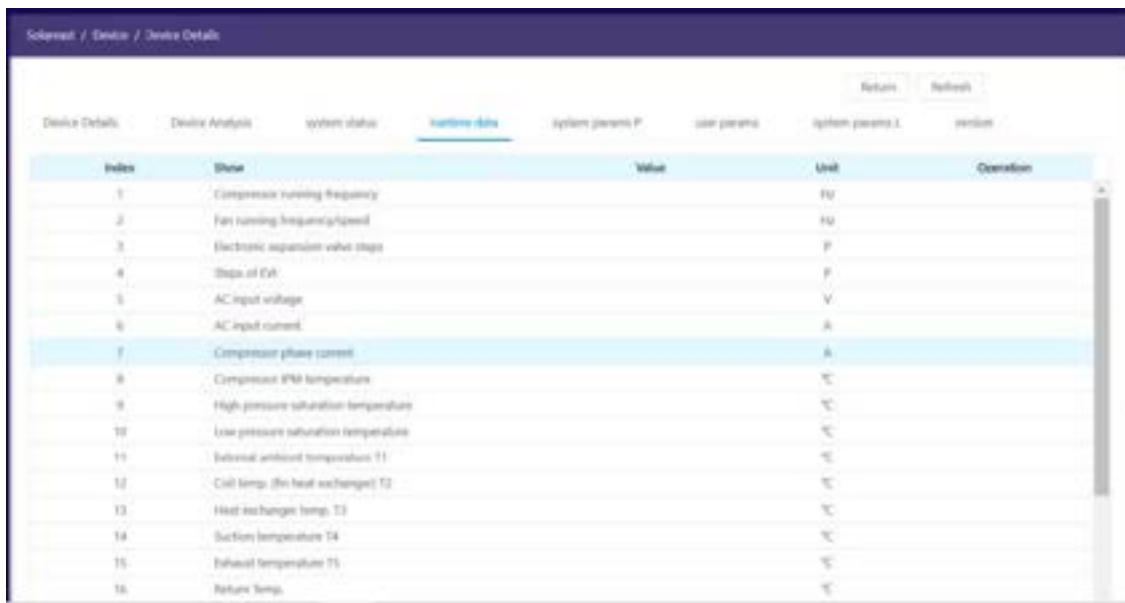 Solareast / Device / Device Details
Return Refresh
Device Details Device Analysis system status runtime data system params P user params system params L version
Index Show Value Unit Operation
1 Compressor running frequency HZ
2 Fan running frequency/speed HZ
3 Electronic expansion valve steps P
4 Steps of EVI P
5 AC input voltage V
6 AC input current A
7 Compressor phase current A
8 Compressor IPM temperature ℃
9 High pressure saturation temperature ℃
10 Low pressure saturation temperature ℃
11 External ambient temperature T1 ℃
12 Coil temp. (fin heat exchanger) T2 ℃
13 Heat exchanger temp. T3 ℃
14 Suction temperature T4 ℃
15 Exhaust temperature T5 ℃
16 Return Temp. ℃